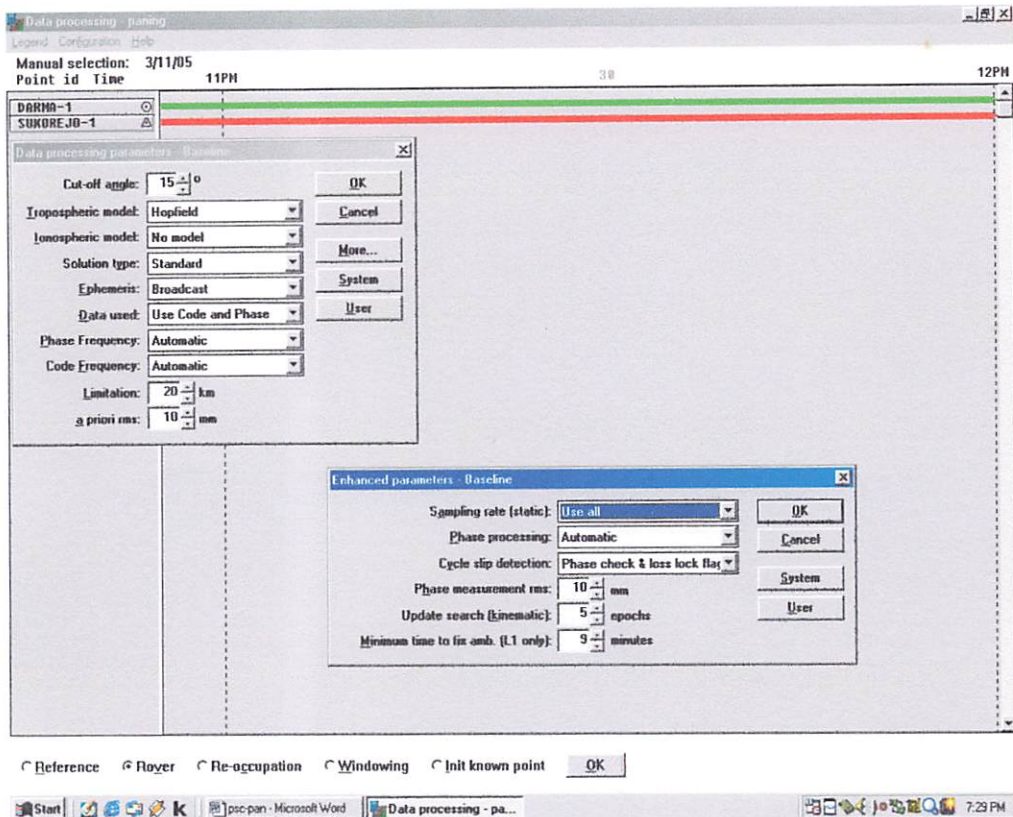 Data processing - paning
Legend Configuration Help
Manual selection: 3/11/05
Point id Time 11PM 30 12PM
DARMA-1
SUKOREJO-1
Data processing parameters - Baseline
Cut-off angle: 15 °
Tropospheric model: Hopfield
Ionospheric model: No model
Solution type: Standard
Ephemeris: Broadcast
Data used: Use Code and Phase
Phase Frequency: Automatic
Code Frequency: Automatic
Limitation: 20 km
a priori rms: 10 mm
OK
Cancel
More...
System
User
Enhanced parameters - Baseline
Sampling rate (static): Use all
Phase processing: Automatic
Cycle slip detection: Phase check & loss lock flag
Phase measurement rms: 10 mm
Update search (kinematic): 5 epochs
Minimum time to fix amb. (L1 only): 9 minutes
OK
Cancel
System
User
Reference Rover Re-occupation Windowing Init known point OK
Start k psc-pan - Microsoft Word Data processing - pa... 7:29 PM